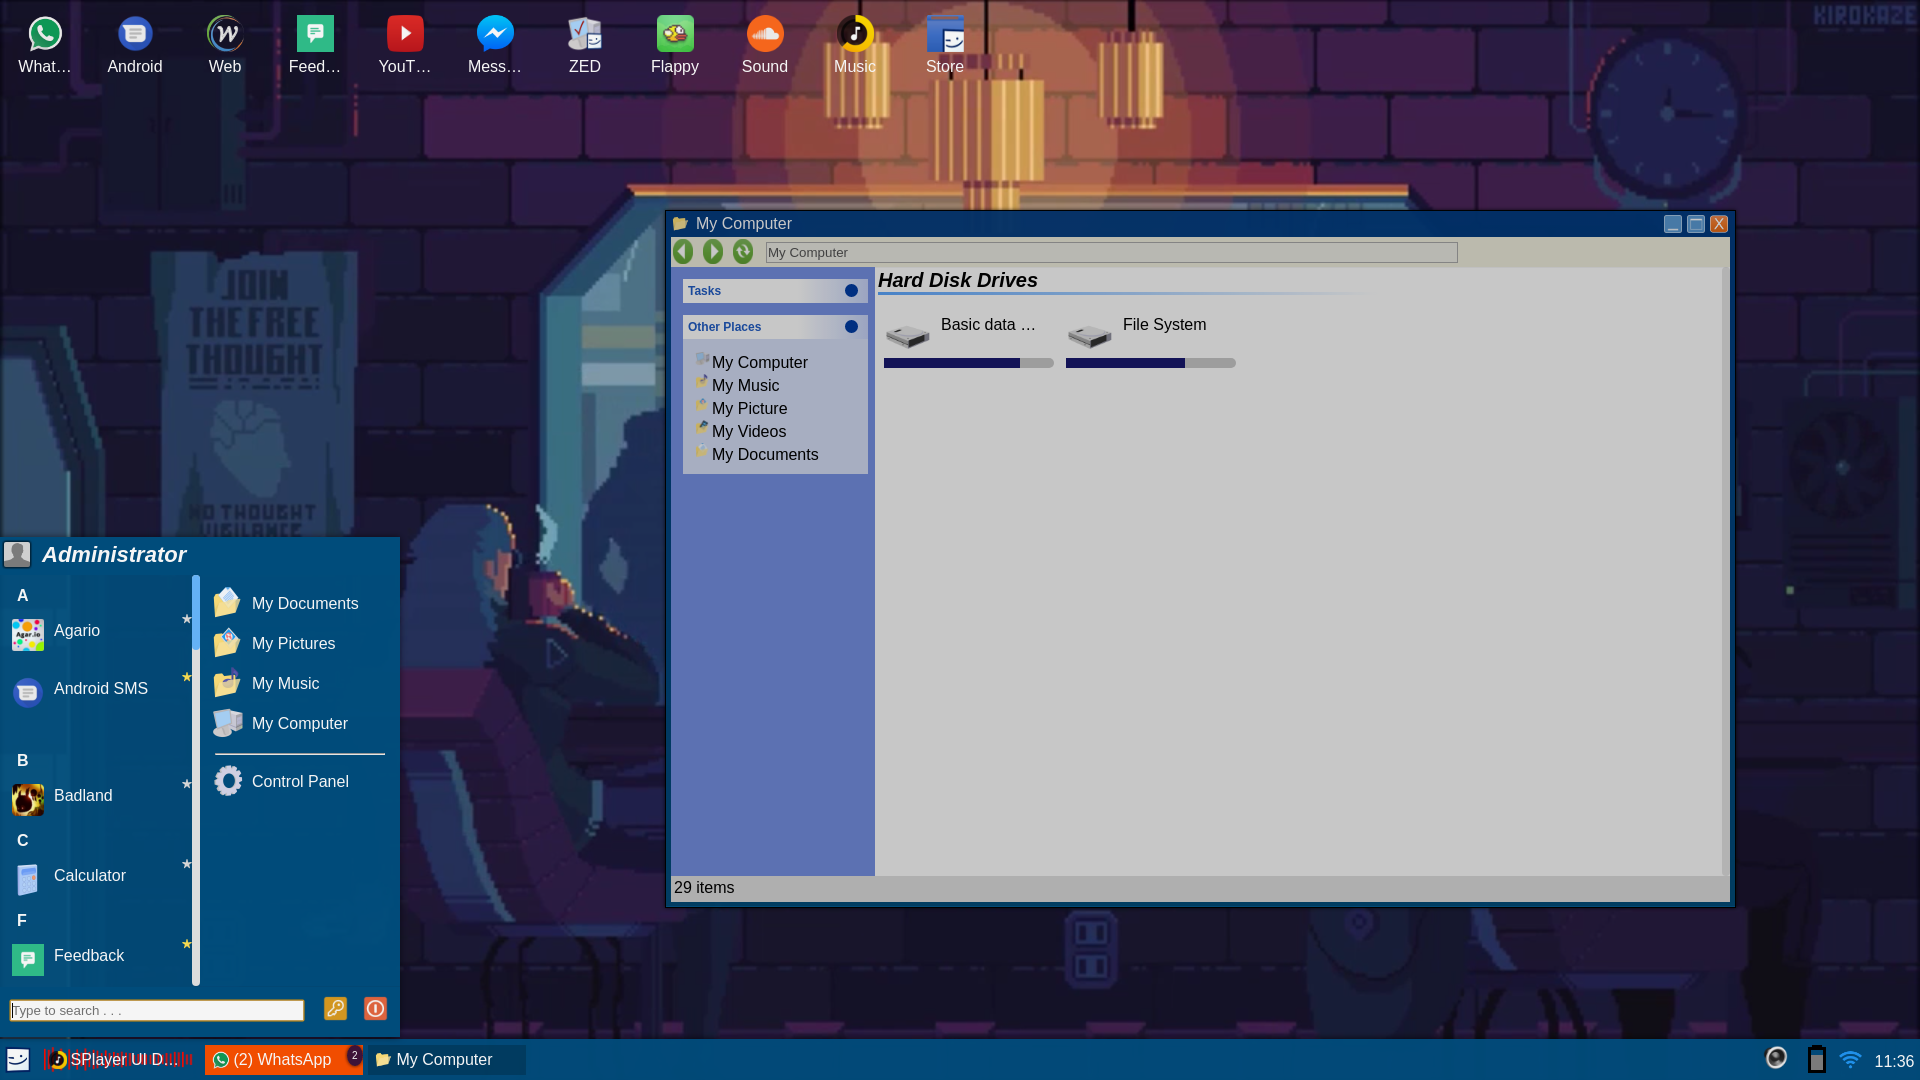 KIROKAZE
What...
Android
Web
Feed...
YouT...
Mess...
ZED
Flappy
Sound
Music
Store
JOIN
THE FREE
THOUGHT
NO THOUGHT
VIGILANCE
My Computer
My Computer
Tasks
Other Places
My Computer
My Music
My Picture
My Videos
My Documents
Hard Disk Drives
Basic data ...
File System
29 items
Administrator
A
Agar.io
Agario
Android SMS
B
Badland
C
Calculator
F
Feedback
My Documents
My Pictures
My Music
My Computer
Control Panel
Type to search . . .
SPlayer UI D...
(2) WhatsApp
2
My Computer
11:36